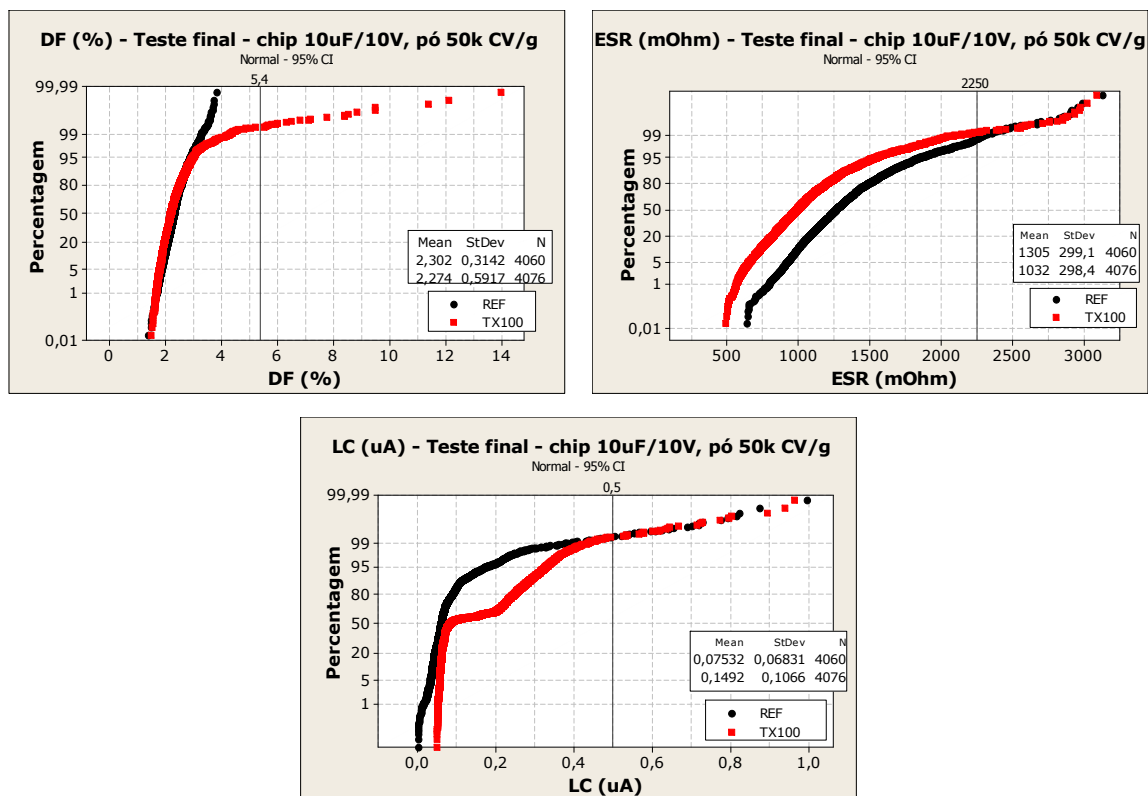 DF (%) - Teste final - chip 10uF/10V, pó 50k CV/g
Normal - 95% CI
5,4
99,99
99
95
80
50
20
5
1
0,01
Percentagem
Mean StDev N
2,302 0,3142 4060
2,274 0,5917 4076
REF
TX100
0 2 4 6 8 10 12 14
DF (%)
ESR (mOhm) - Teste final - chip 10uF/10V, pó 50k CV/g
Normal - 95% CI
2250
99,99
99
95
80
50
20
5
1
0,01
Percentagem
Mean StDev N
1305 299,1 4060
1032 298,4 4076
REF
TX100
500 1000 1500 2000 2500 3000
ESR (mOhm)
LC (uA) - Teste final - chip 10uF/10V, pó 50k CV/g
Normal - 95% CI
0,5
99,99
99
95
80
50
20
5
1
Percentagem
Mean StDev N
0,07532 0,06831 4060
0,1492 0,1066 4076
REF
TX100
0,0 0,2 0,4 0,6 0,8 1,0
LC (uA)